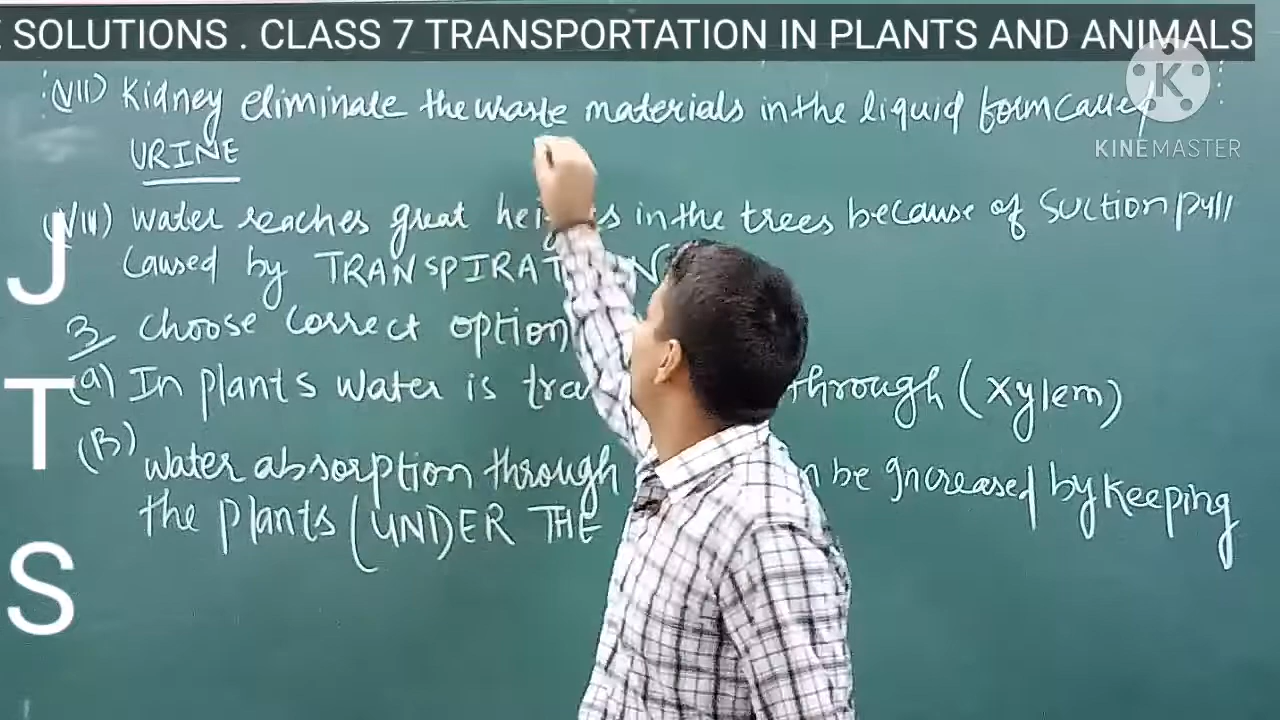 E SOLUTIONS . CLASS 7 TRANSPORTATION IN PLANTS AND ANIMALS
(VII) Kidney eliminate the waste materials in the liquid form called
URINE
(VIII) Water reaches great in the trees because of suction pull
caused by
3 choose correct option
(a) In plants water is through (xylem)
(B)
water absorption through be increased by keeping
the plants (UNDER THE
J
T
S
K
KINEMASTER